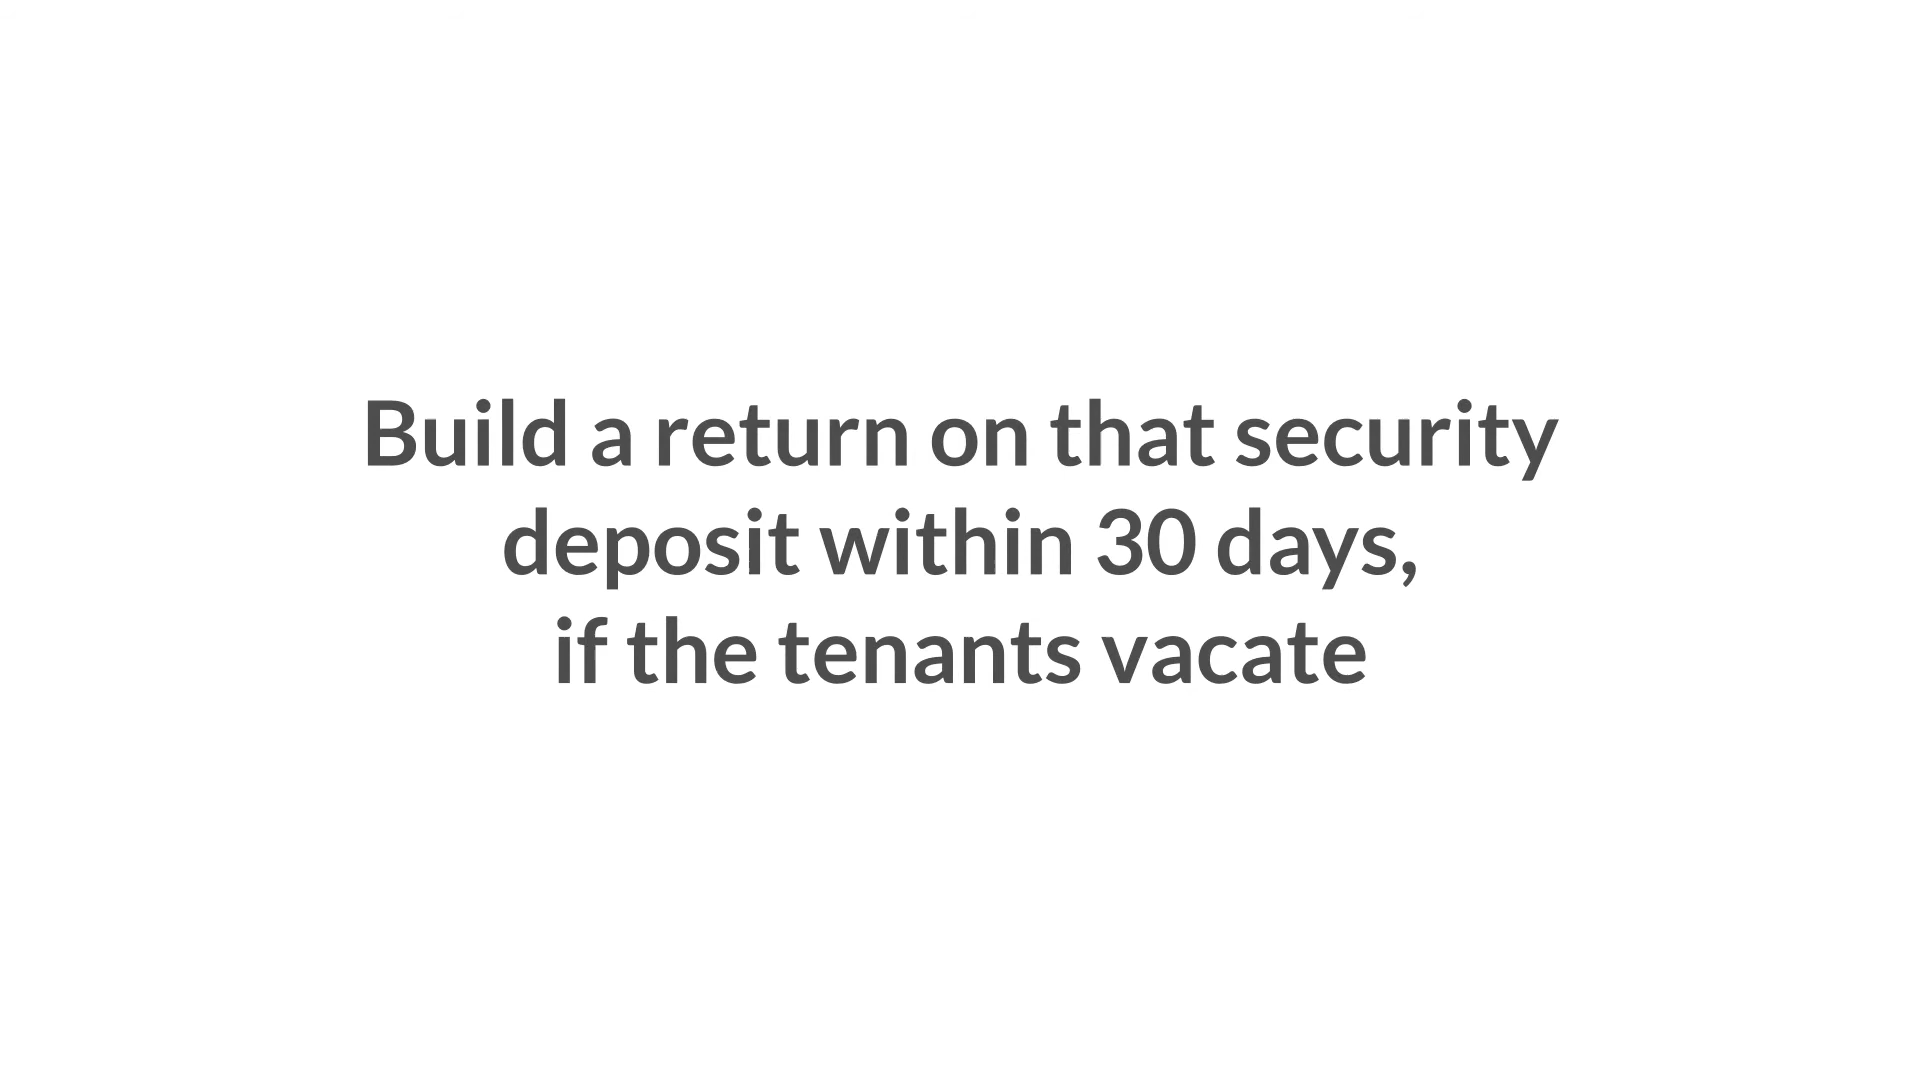 Build a return on that security
deposit within 30 days,
if the tenants vacate